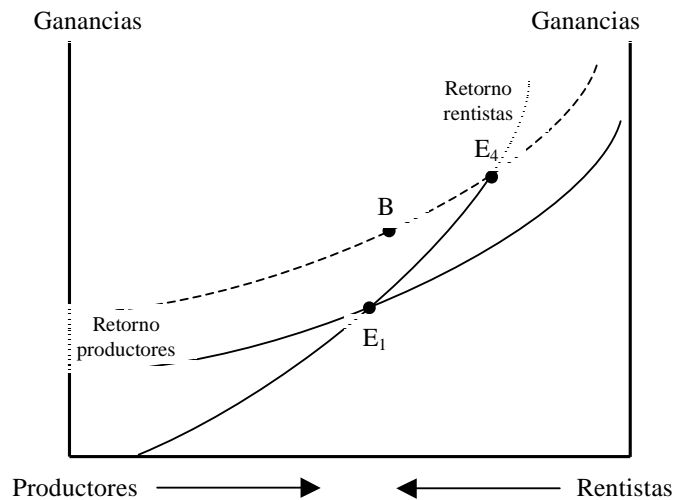 Ganancias
Ganancias
Retorno
rentistas
E₄
B
Retorno
productores
E₁
Productores
Rentistas